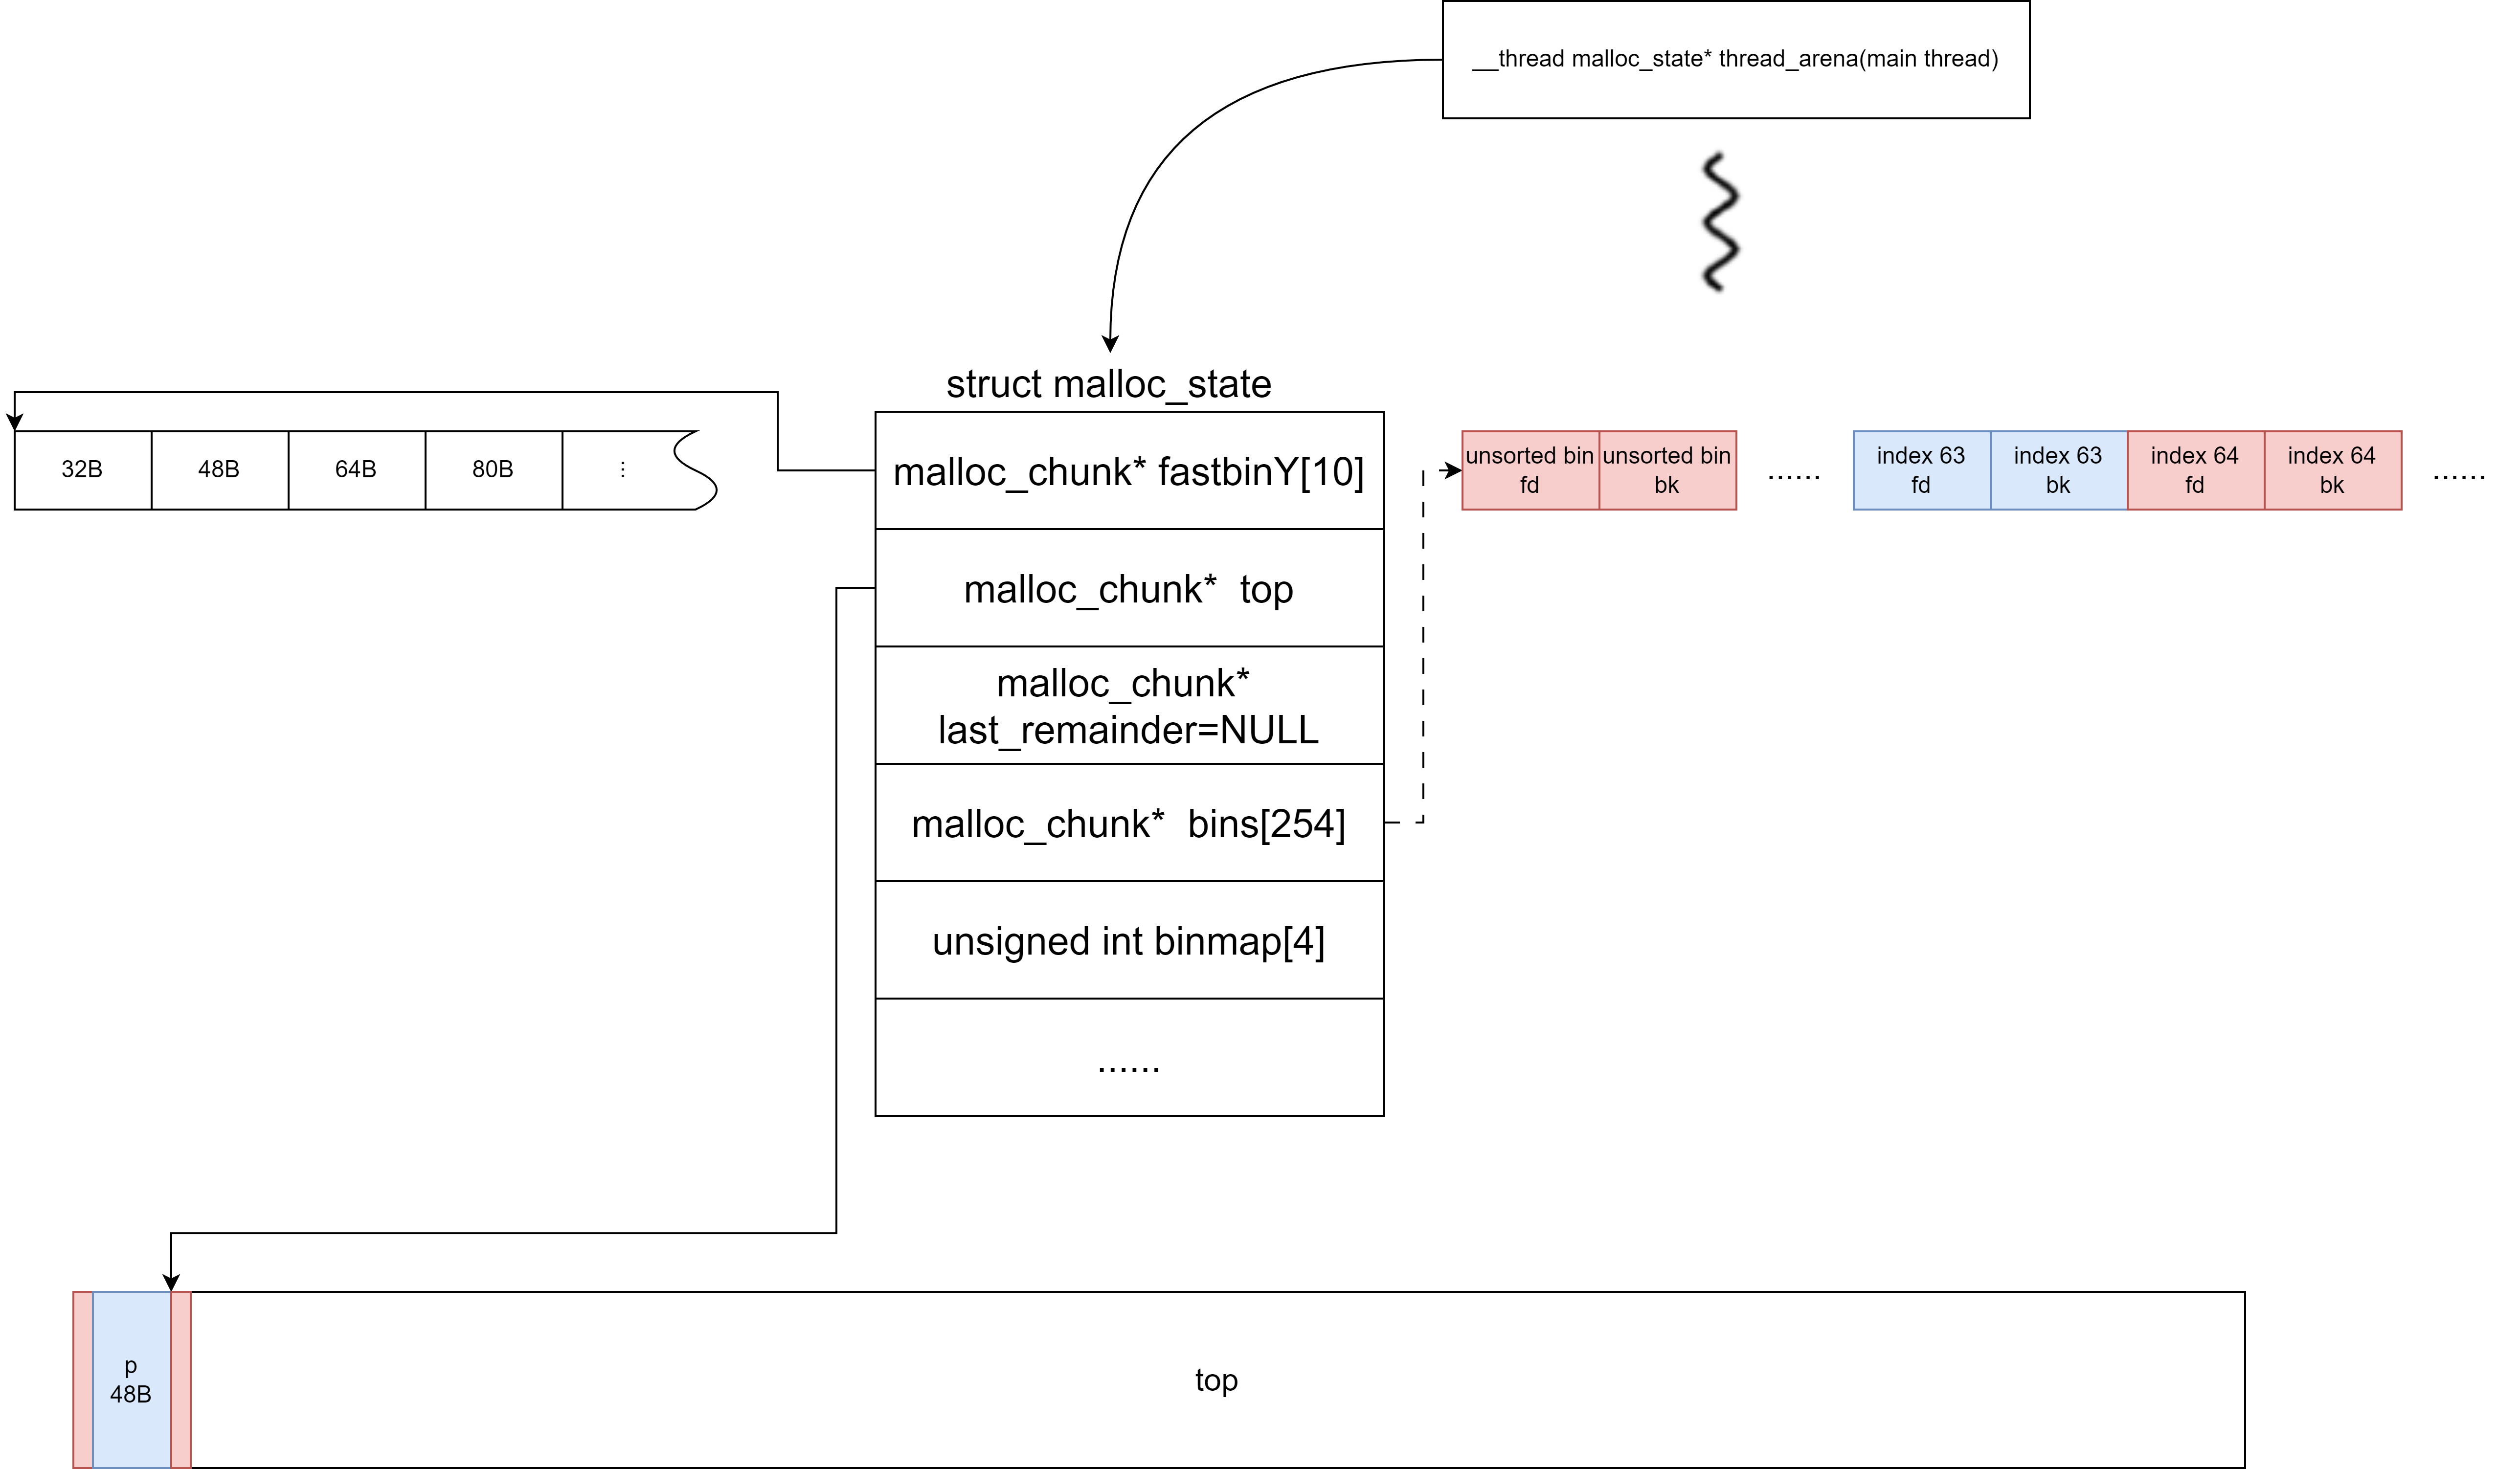 __thread malloc_state* thread_arena(main thread)
struct malloc_state
malloc_chunk* fastbinY[10]
malloc_chunk*  top
malloc_chunk*
last_remainder=NULL
malloc_chunk*  bins[254]
unsigned int binmap[4]
......
32B
48B
64B
80B
...
unsorted bin
fd
unsorted bin
bk
......
index 63
fd
index 63
bk
index 64
fd
index 64
bk
......
p
48B
top